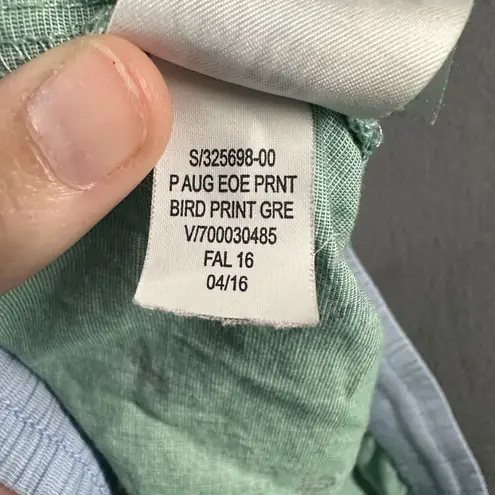 S/325698-00
P AUG EOE PRNT
BIRD PRINT GRE
V/700030485
FAL 16
04/16